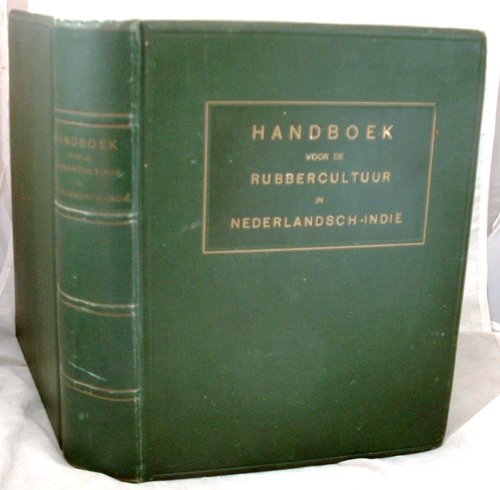 HANDBOEK
VOOR DE
RUBBERCULTUUR
IN
NEDERLANDSCH-INDIE
HANDBOEK
VOOR DE
RUBBERCULTUUR
IN
NEDERLANDSCH-INDIE